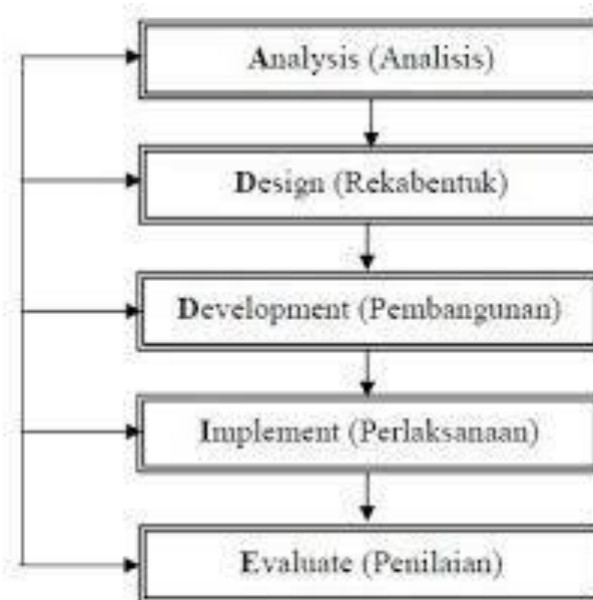 Analysis (Analisis)
Design (Rekabentuk)
Development (Pembangunan)
Implement (Perlaksanaan)
Evaluate (Penilaian)